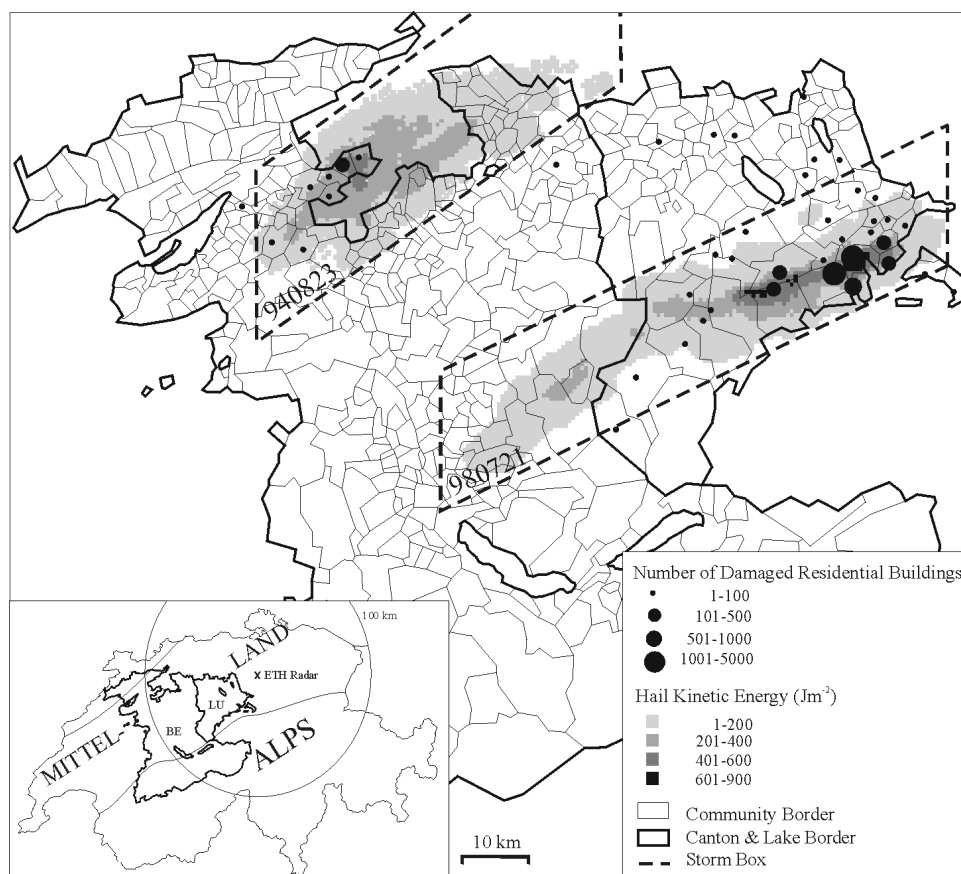 940823
980721
Number of Damaged Residential Buildings
1-100
101-500
501-1000
1001-5000
Hail Kinetic Energy (Jm⁻²)
1-200
201-400
401-600
601-900
Community Border
Canton & Lake Border
Storm Box
10 km
100 km
MITTEL
LAND
ETH Radar
LU
BE
ALPS